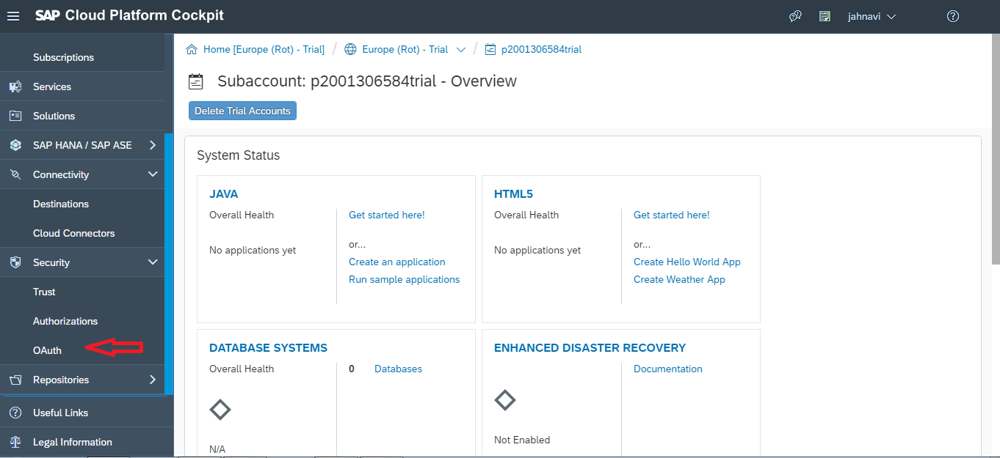 SAP Cloud Platform Cockpit
jahnavi
Subscriptions
Services
Solutions
SAP HANA / SAP ASE
Connectivity
Destinations
Cloud Connectors
Security
Trust
Authorizations
OAuth
Repositories
Useful Links
Legal Information
Home [Europe (Rot) - Trial] / Europe (Rot) - Trial / p2001306584trial
Subaccount: p2001306584trial - Overview
Delete Trial Accounts
System Status
JAVA
Overall Health
No applications yet
Get started here!
or...
Create an application
Run sample applications
HTML5
Overall Health
No applications yet
Get started here!
or...
Create Hello World App
Create Weather App
DATABASE SYSTEMS
Overall Health
N/A
0 Databases
ENHANCED DISASTER RECOVERY
Not Enabled
Documentation